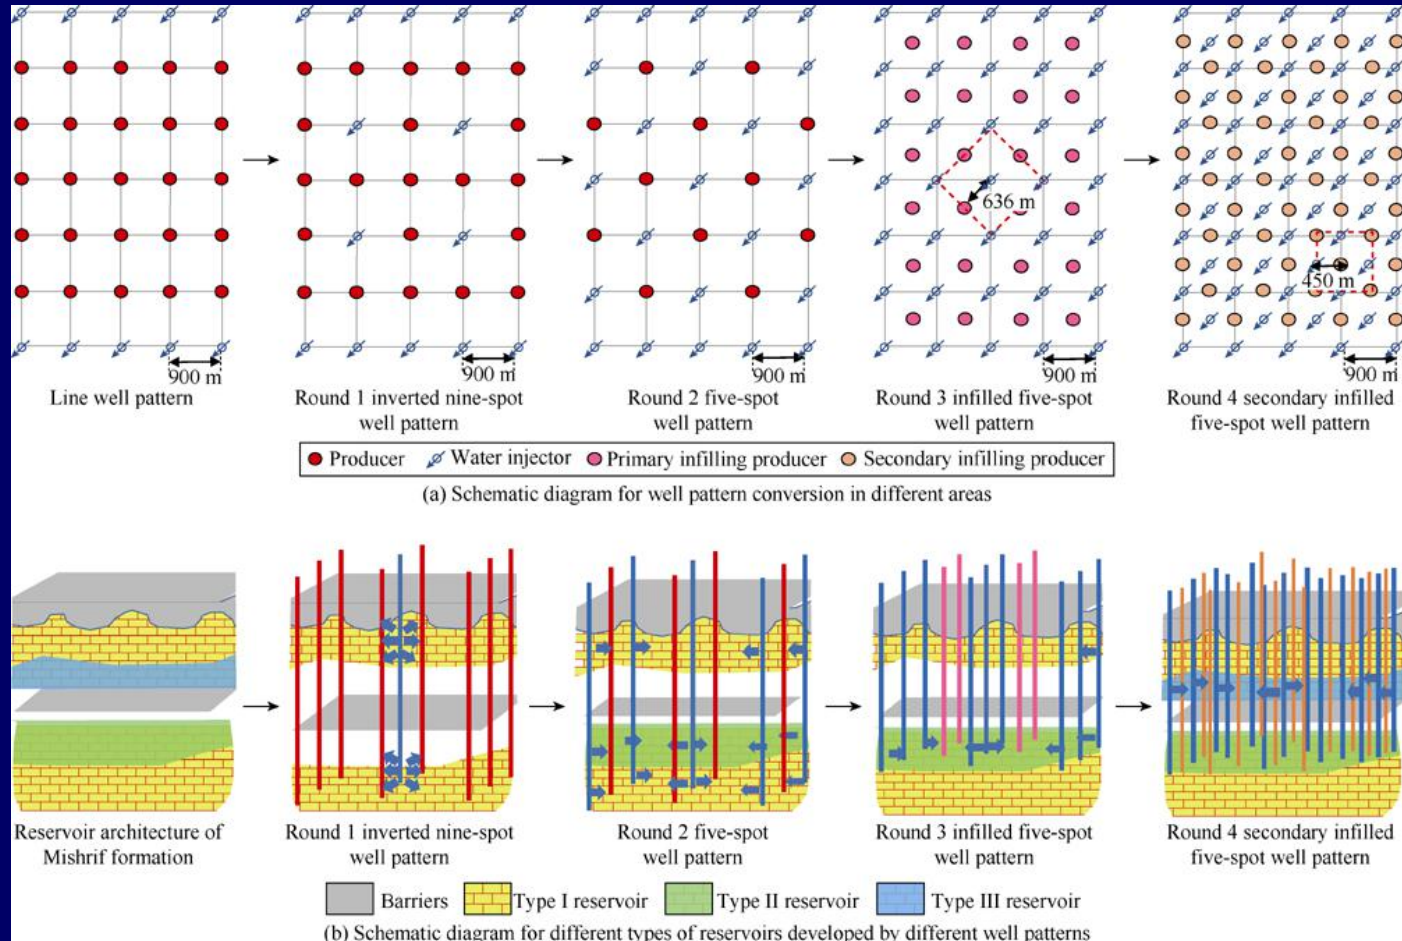 636 m
450 m
900 m
900 m
900 m
900 m
900 m
Line well pattern
Round 1 inverted nine-spot
well pattern
Round 2 five-spot
well pattern
Round 3 infilled five-spot
well pattern
Round 4 secondary infilled
five-spot well pattern
Producer
Water injector
Primary infilling producer
Secondary infilling producer
(a) Schematic diagram for well pattern conversion in different areas
Reservoir architecture of
Mishrif formation
Round 1 inverted nine-spot
well pattern
Round 2 five-spot
well pattern
Round 3 infilled five-spot
well pattern
Round 4 secondary infilled
five-spot well pattern
Barriers
Type I reservoir
Type II reservoir
Type III reservoir
(b) Schematic diagram for different types of reservoirs developed by different well patterns